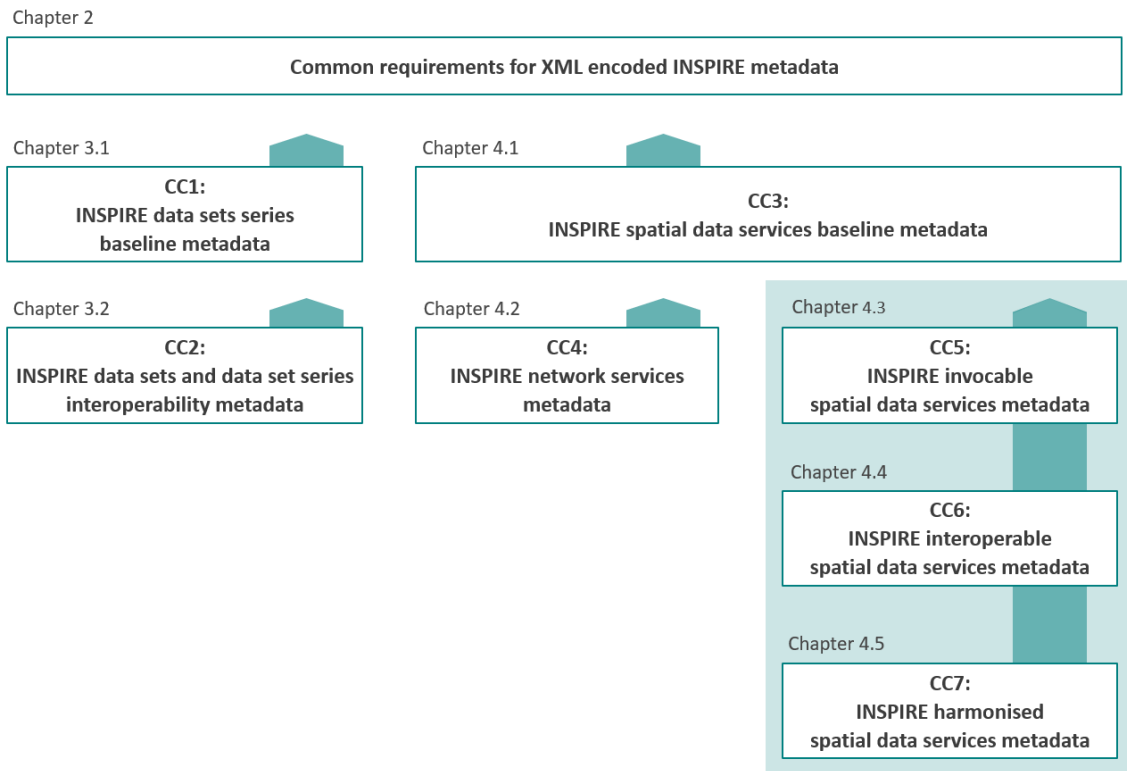 Chapter 2
Common requirements for XML encoded INSPIRE metadata
Chapter 3.1
CC1:
INSPIRE data sets series
baseline metadata
Chapter 4.1
CC3:
INSPIRE spatial data services baseline metadata
Chapter 3.2
CC2:
INSPIRE data sets and data set series
interoperability metadata
Chapter 4.2
CC4:
INSPIRE network services
metadata
Chapter 4.3
CC5:
INSPIRE invocable
spatial data services metadata
Chapter 4.4
CC6:
INSPIRE interoperable
spatial data services metadata
Chapter 4.5
CC7:
INSPIRE harmonised
spatial data services metadata